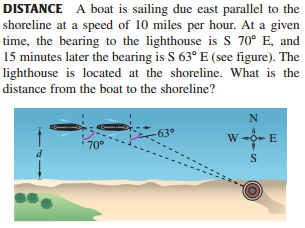 DISTANCE A boat is sailing due east parallel to the
shoreline at a speed of 10 miles per hour. At a given
time, the bearing to the lighthouse is S 70° E, and
15 minutes later the bearing is S 63° E (see figure). The
lighthouse is located at the shoreline. What is the
distance from the boat to the shoreline?
N
63°
W E
70°
d
S